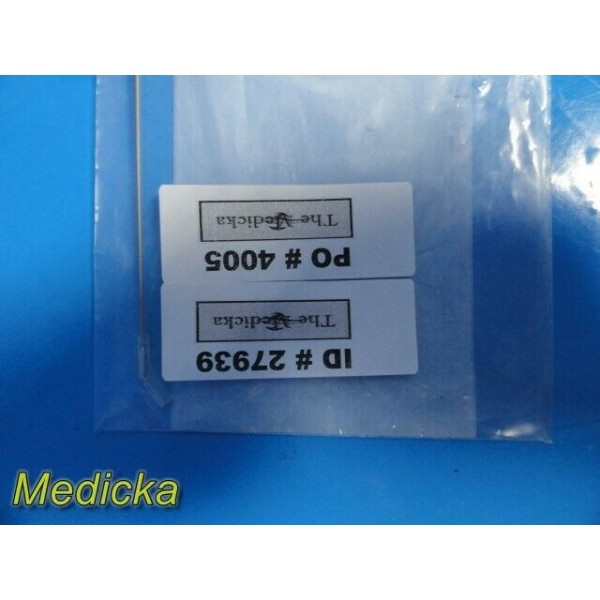 The Medicka
PO # 4005
The Medicka
ID # 27939
Medicka